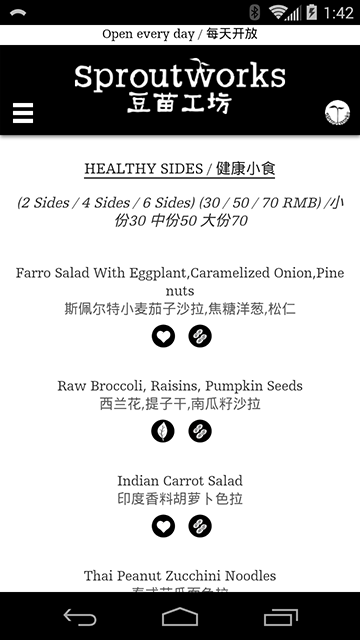 1:42
Open every day / 每天开放
Sproutworks
豆苗工坊
HEALTHY SIDES / 健康小食
(2 Sides / 4 Sides / 6 Sides) (30 / 50 / 70 RMB) /小
份30 中份50 大份70
Farro Salad With Eggplant,Caramelized Onion,Pine
nuts
斯佩尔特小麦茄子沙拉,焦糖洋葱,松仁
Raw Broccoli, Raisins, Pumpkin Seeds
西兰花,提子干,南瓜籽沙拉
Indian Carrot Salad
印度香料胡萝卜色拉
Thai Peanut Zucchini Noodles